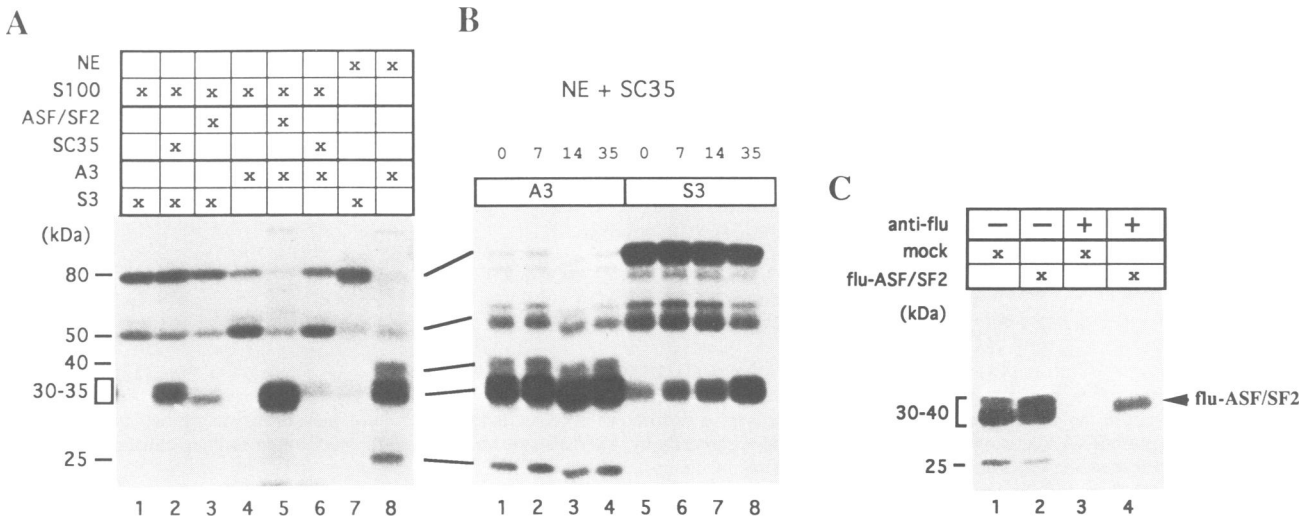 A
NE x x
S100 x x x x x x
ASF/SF2 x x
SC35 x x
A3 x x x x
S3 x x x x
(kDa)
80
50
40
30-35
25
1 2 3 4 5 6 7 8
B
NE + SC35
0 7 14 35 0 7 14 35
A3 S3
1 2 3 4 5 6 7 8
C
anti-flu − − + +
mock x x
flu-ASF/SF2 x x
(kDa)
30-40
25
flu-ASF/SF2
1 2 3 4